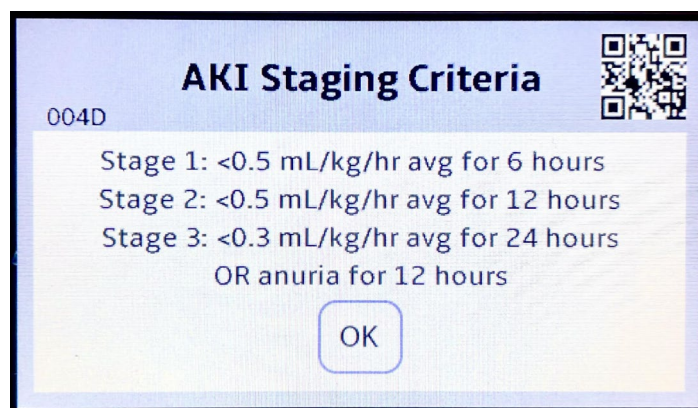 AKI Staging Criteria
004D
Stage 1: <0.5 mL/kg/hr avg for 6 hours
Stage 2: <0.5 mL/kg/hr avg for 12 hours
Stage 3: <0.3 mL/kg/hr avg for 24 hours
OR anuria for 12 hours
OK